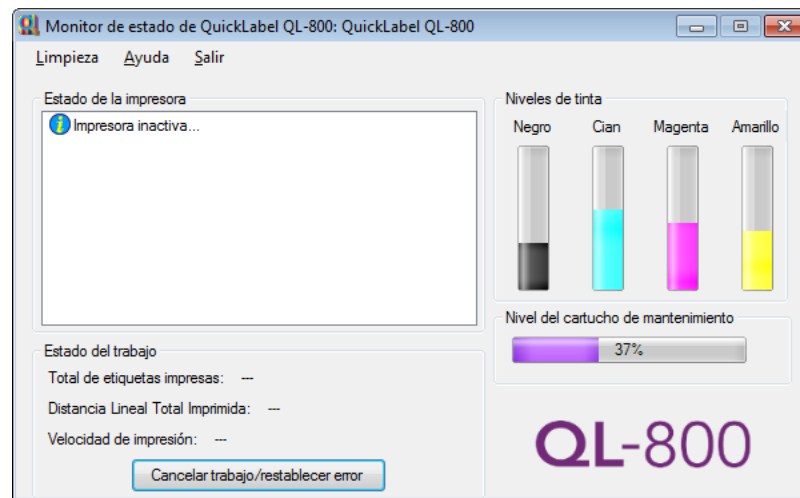 Monitor de estado de QuickLabel QL-800: QuickLabel QL-800
Limpieza Ayuda Salir
Estado de la impresora
Impresora inactiva...
Niveles de tinta
Negro Cian Magenta Amarillo
Nivel del cartucho de mantenimiento
37%
Estado del trabajo
Total de etiquetas impresas: ---
Distancia Lineal Total Imprimida: ---
Velocidad de impresión: ---
Cancelar trabajo/restablecer error
QL-800